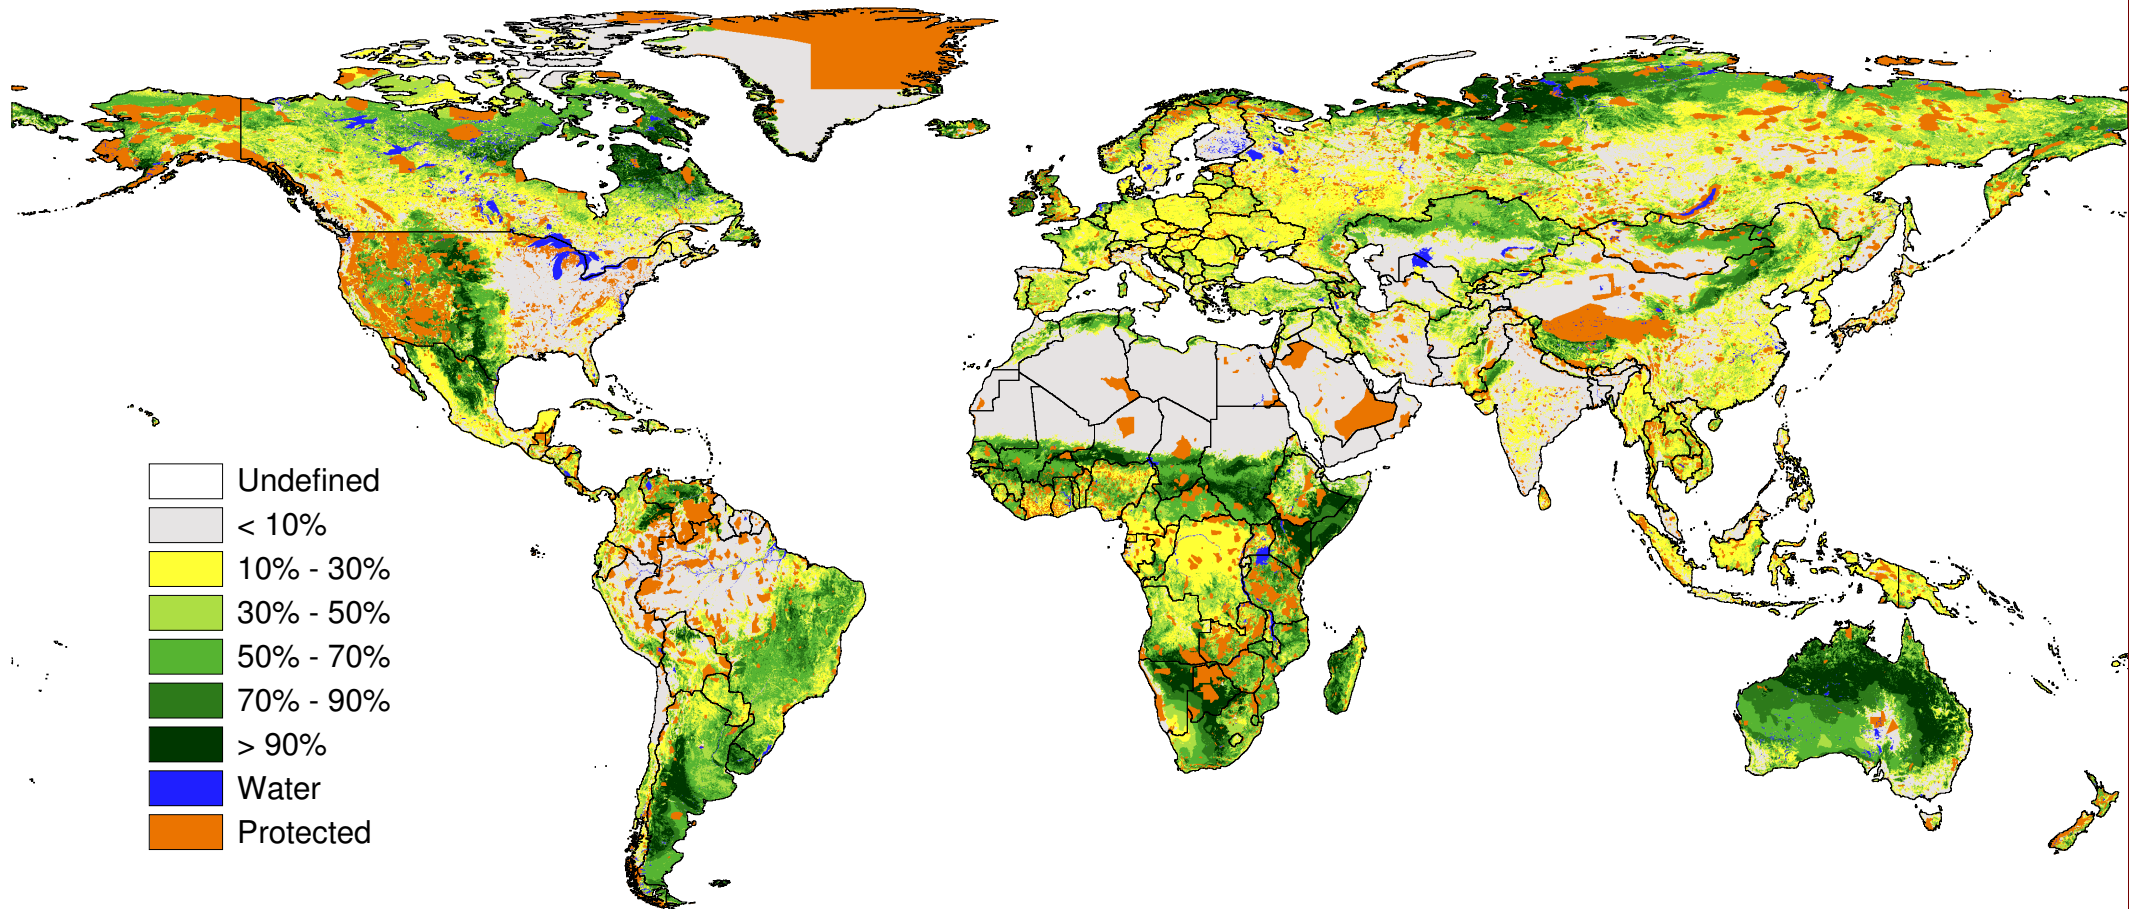 Undefined
< 10%
10% - 30%
30% - 50%
50% - 70%
70% - 90%
> 90%
Water
Protected